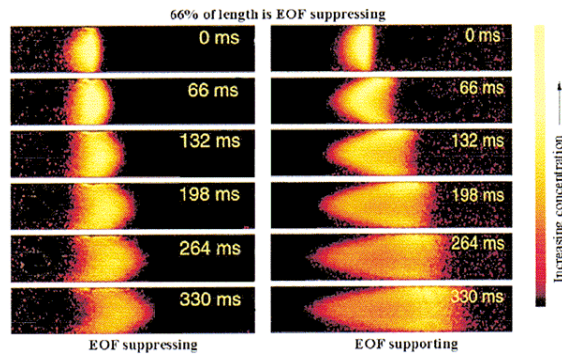 66% of length is EOF suppressing
0 ms
66 ms
132 ms
198 ms
264 ms
330 ms
EOF suppressing
0 ms
66 ms
132 ms
198 ms
264 ms
330 ms
EOF supporting
Increasing concentration